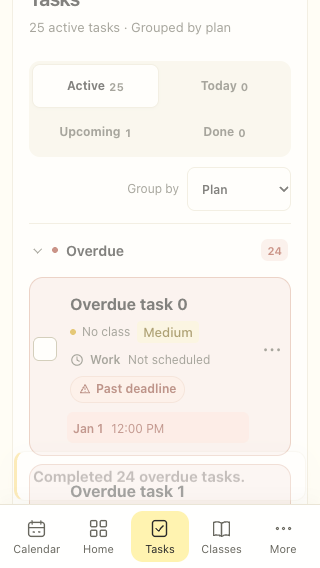 Tasks
25 active tasks · Grouped by plan
Active 25
Today 0
Upcoming 1
Done 0
Group by
Plan
Overdue
24
Overdue task 0
No class Medium
Work Not scheduled
Past deadline
Jan 1 12:00 PM
Completed 24 overdue tasks.
Overdue task 1
Calendar
Home
Tasks
Classes
More